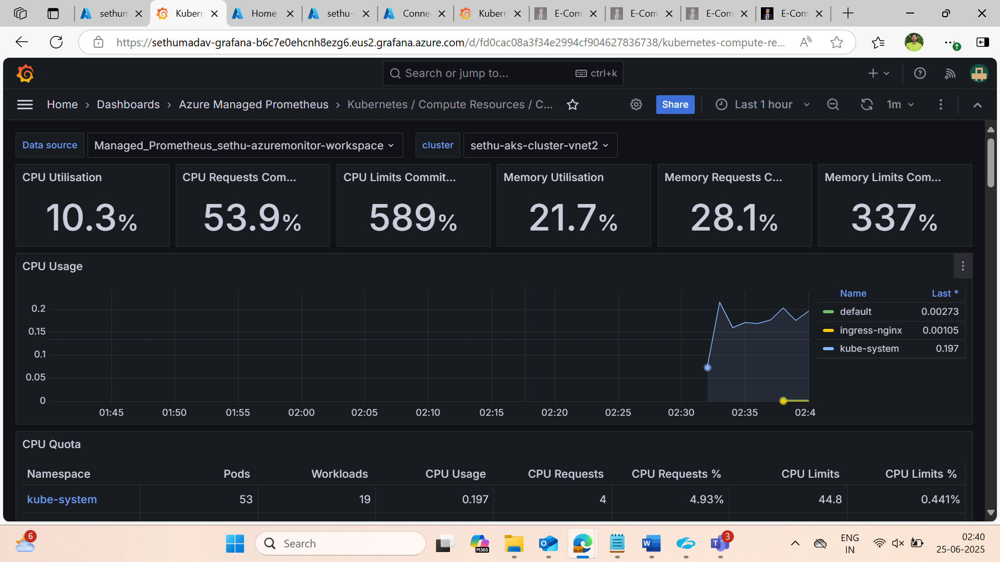 sethum
Kubern
Home
sethu-a
Connec
Kubern
E-Com
E-Com
E-Com
E-Com
https://sethumadav-grafana-b6c7e0ehcnh8ezg6.eus2.grafana.azure.com/d/fd0cac08a3f34e2994cf904627836738/kubernetes-compute-re...
Search or jump to... ctrl+k
Home › Dashboards › Azure Managed Prometheus › Kubernetes / Compute Resources / C...
Share
Last 1 hour
1m
Data source Managed_Prometheus_sethu-azuremonitor-workspace
cluster sethu-aks-cluster-vnet2
CPU Utilisation
10.3%
CPU Requests Com...
53.9%
CPU Limits Commit...
589%
Memory Utilisation
21.7%
Memory Requests C...
28.1%
Memory Limits Com...
337%
CPU Usage
0.2
0.15
0.1
0.05
0
01:45 01:50 01:55 02:00 02:05 02:10 02:15 02:20 02:25 02:30 02:35 02:4
Name Last *
default 0.00273
ingress-nginx 0.00105
kube-system 0.197
CPU Quota
Namespace Pods Workloads CPU Usage CPU Requests CPU Requests % CPU Limits CPU Limits %
kube-system 53 19 0.197 4 4.93% 44.8 0.441%
6
Search
M365
3
ENG
IN
02:40
25-06-2025